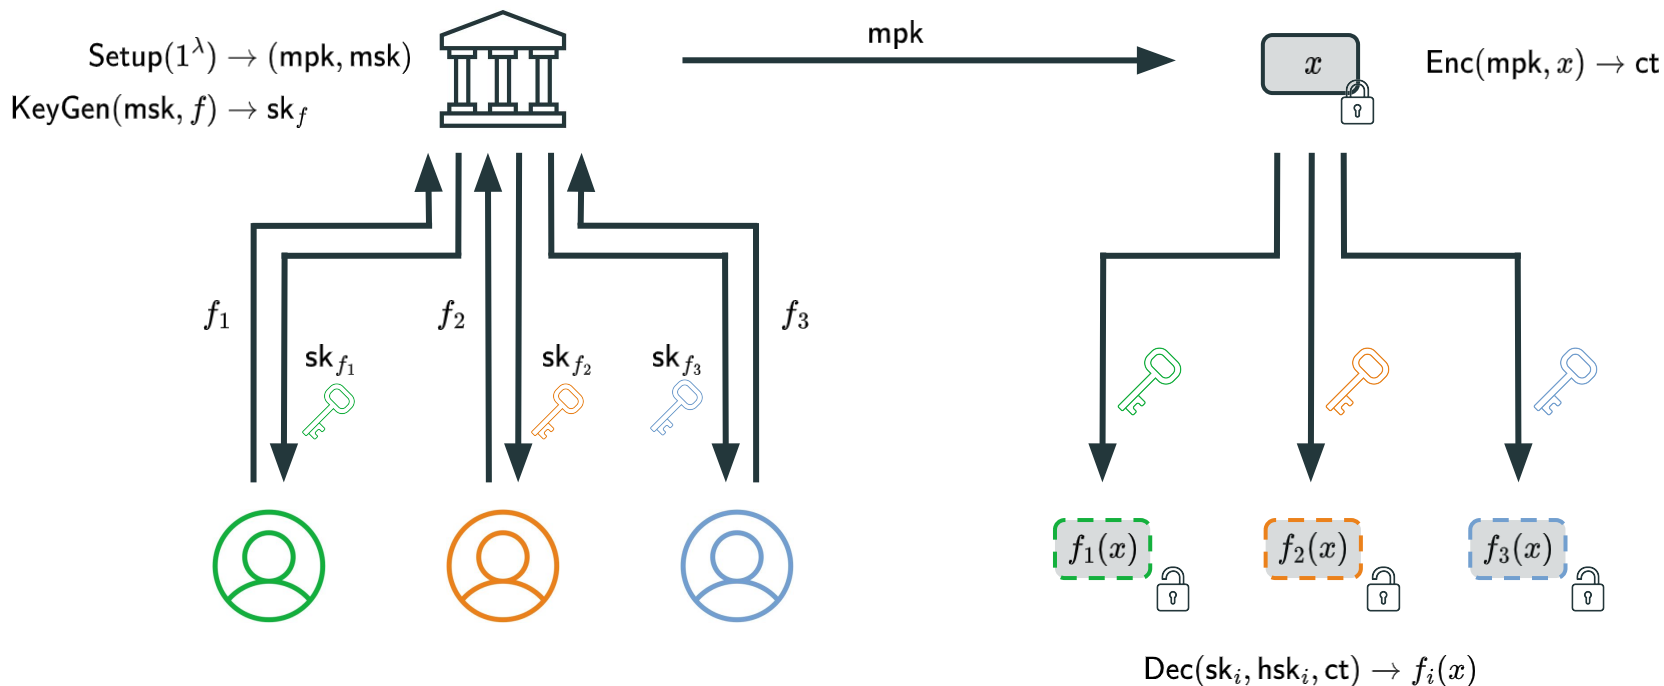 Setup(1^λ) → (mpk, msk)
KeyGen(msk, f) → sk_f
mpk
x
Enc(mpk, x) → ct
f_1
f_2
f_3
sk_{f_1}
sk_{f_2}
sk_{f_3}
f_1(x)
f_2(x)
f_3(x)
Dec(sk_i, hsk_i, ct) → f_i(x)